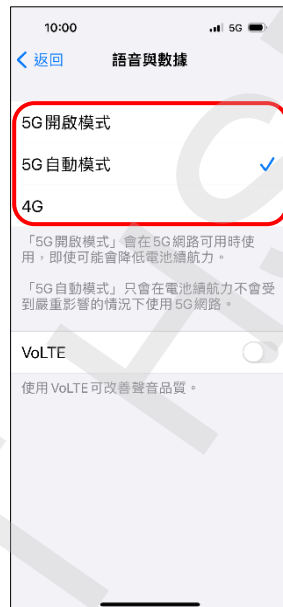 10:00
5G
返回
語音與數據
5G開啟模式
5G自動模式
4G
「5G開啟模式」會在5G網路可用時使
用，即使可能會降低電池續航力。
「5G自動模式」只會在電池續航力不會受
到嚴重影響的情況下使用5G網路。
VoLTE
使用VoLTE可改善聲音品質。